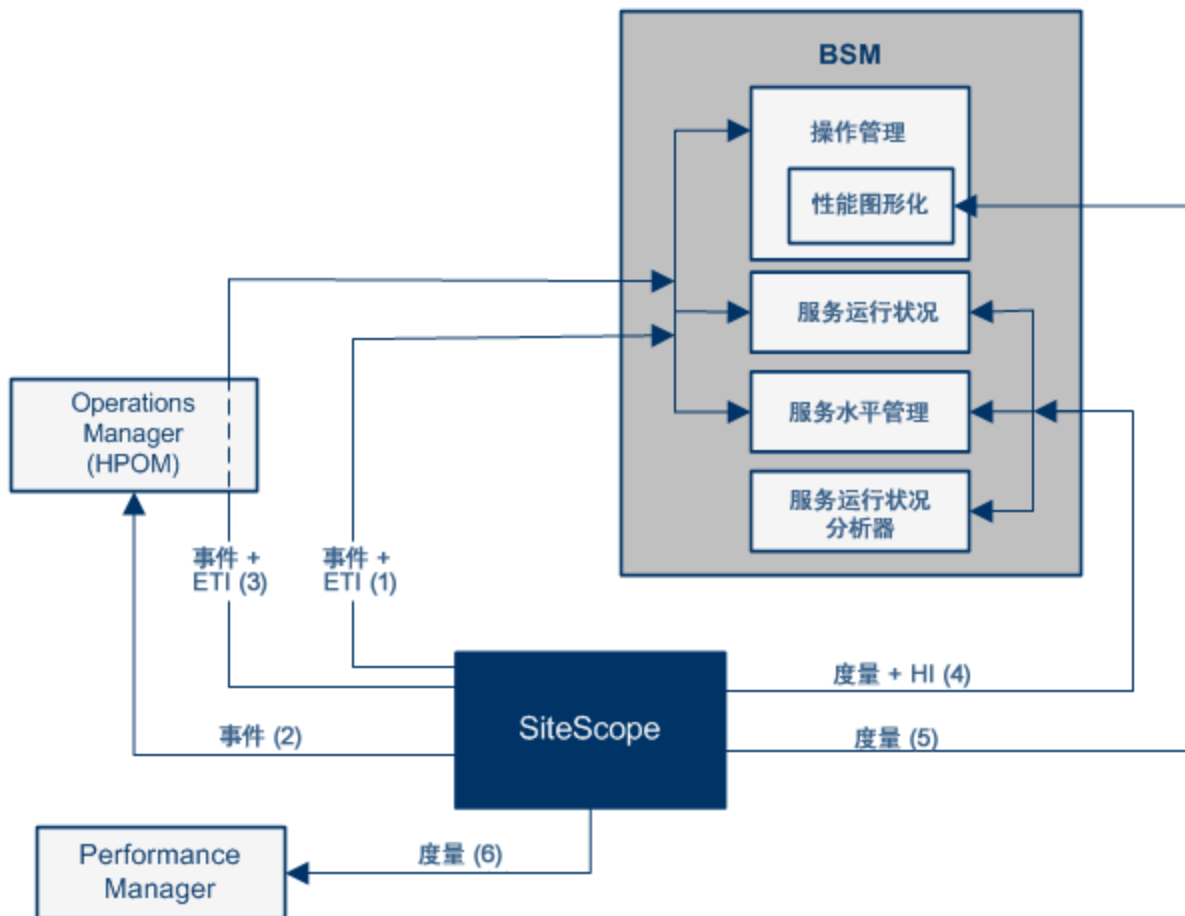 BSM
操作管理
性能图形化
服务运行状况
Operations
Manager
(HPOM)
服务水平管理
服务运行状况
分析器
事件 +
ETI (3)
事件 +
ETI (1)
度量 + HI (4)
SiteScope
事件 (2)
度量 (5)
度量 (6)
Performance
Manager